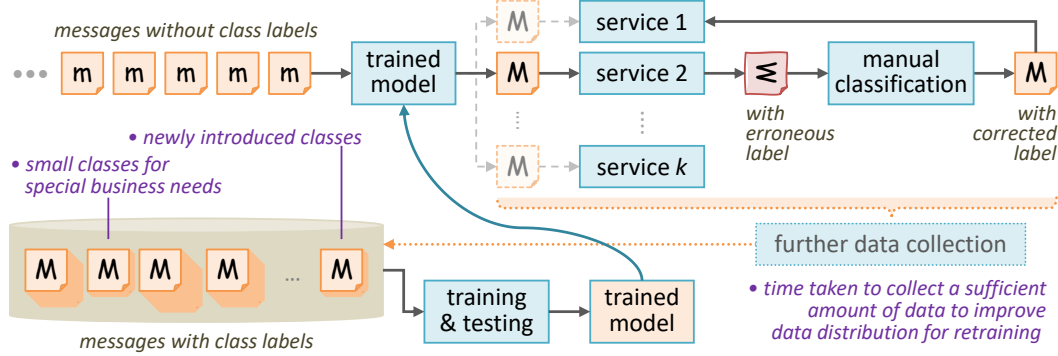 messages without class labels
m m m m m
trained
model
M
service 1
M
service 2
M
service k
M
with
erroneous
label
manual
classification
M
with
corrected
label
• newly introduced classes
• small classes for
special business needs
M M M M ... M
messages with class labels
training
& testing
trained
model
further data collection
• time taken to collect a sufficient
amount of data to improve
data distribution for retraining